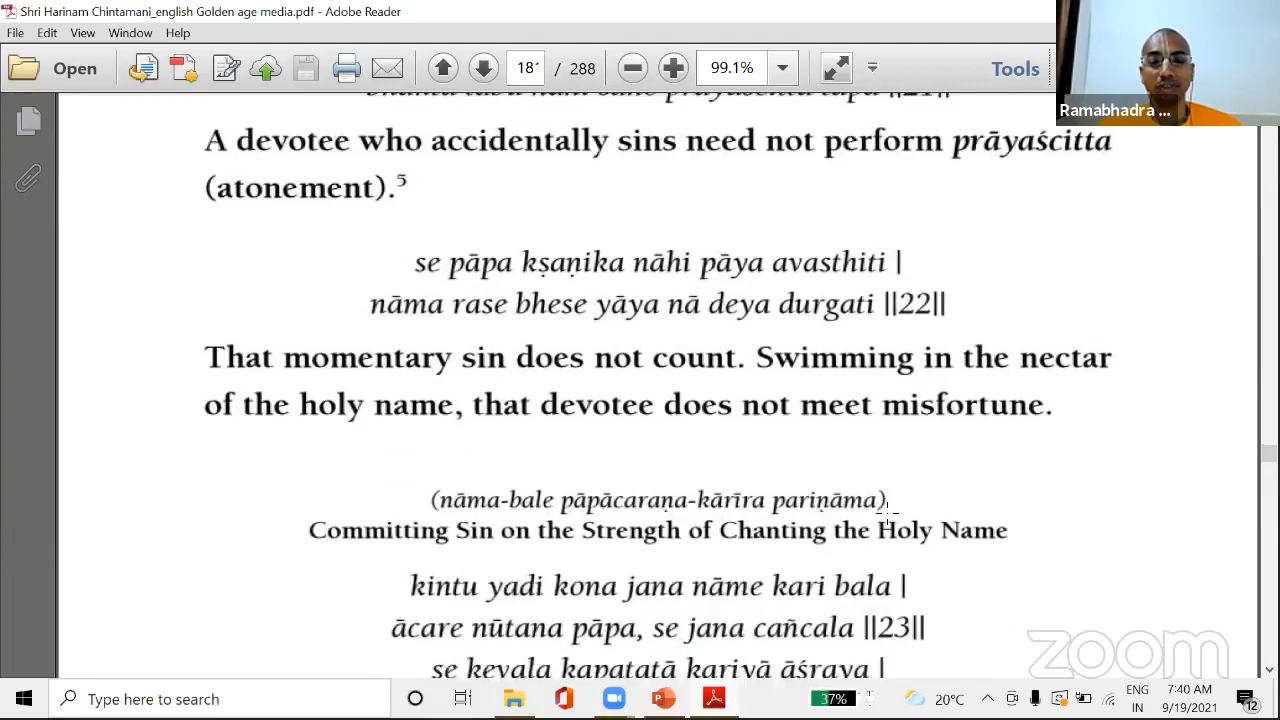 Shri Harinam Chintamani_english Golden age media.pdf - Adobe Reader
File Edit View Window Help
Open 181 / 288 99.1% Tools
Ramabhadra ...
A devotee who accidentally sins need not perform prāyaścitta
(atonement).5
se pāpa kṣaṇika nāhi pāya avasthiti |
nāma rase bhese yāya nā deya durgati ||22||
That momentary sin does not count. Swimming in the nectar
of the holy name, that devotee does not meet misfortune.
(nāma-bale pāpācaraṇa-kārīra pariṇāma)
Committing Sin on the Strength of Chanting the Holy Name
kintu yadi kona jana nāme kari bala |
ācare nūtana pāpa, se jana cañcala ||23||
se kevala kapaṭatā kariyā āśraya |
zoom
Type here to search 37% 20°C ENG 7:40 AM
IN 9/19/2021 12